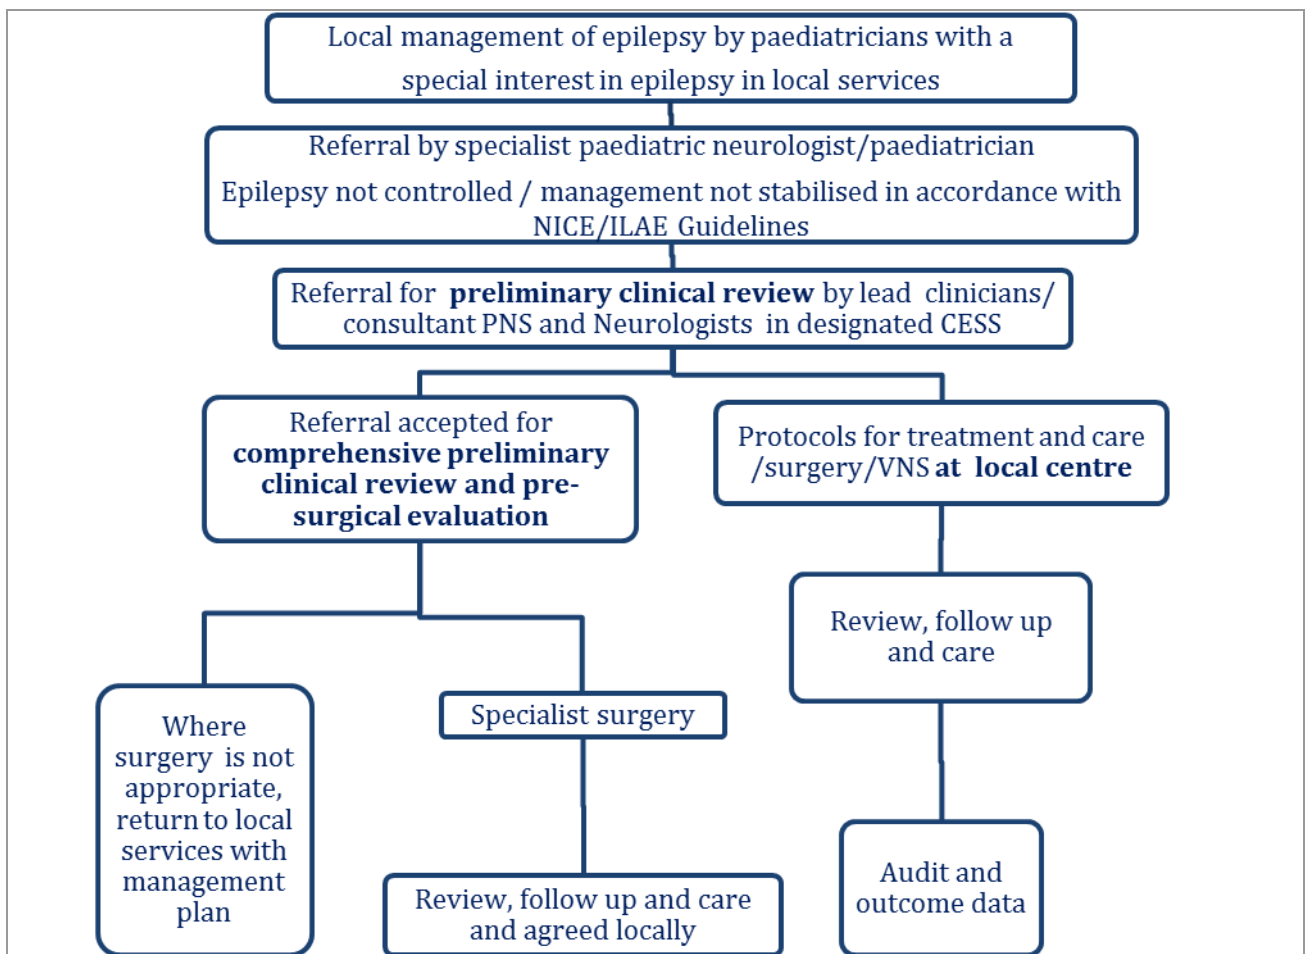 Local management of epilepsy by paediatricians with a
special interest in epilepsy in local services
Referral by specialist paediatric neurologist/paediatrician
Epilepsy not controlled / management not stabilised in accordance with
NICE/ILAE Guidelines
Referral for preliminary clinical review by lead clinicians/
consultant PNS and Neurologists in designated CESS
Referral accepted for
comprehensive preliminary
clinical review and pre-
surgical evaluation
Protocols for treatment and care
/surgery/VNS at local centre
Review, follow up
and care
Where
surgery is not
appropriate,
return to local
services with
management
plan
Specialist surgery
Review, follow up and care
and agreed locally
Audit and
outcome data